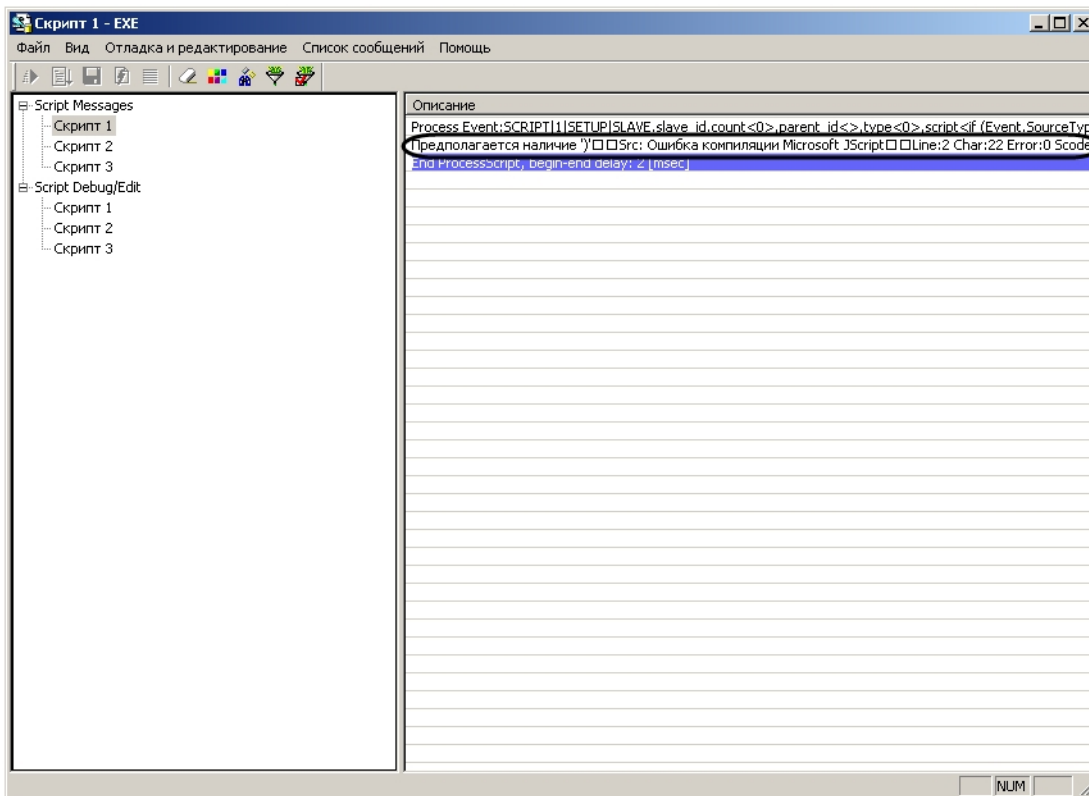 Скрипт 1 - EXE
Файл Вид Отладка и редактирование Список сообщений Помощь
Script Messages
Скрипт 1
Скрипт 2
Скрипт 3
Script Debug/Edit
Скрипт 1
Скрипт 2
Скрипт 3
Описание
Process Event:SCRIPT|1|SETUP|SLAVE,slave_id.count<0>,parent_id<>,type<0>,script<if (Event.SourceTyp
Предполагается наличие ')'□□Src: Ошибка компиляции Microsoft JScript□□Line:2 Char:22 Error:0 Scode
End ProcessScript, begin-end delay: 2 [msec]
NUM